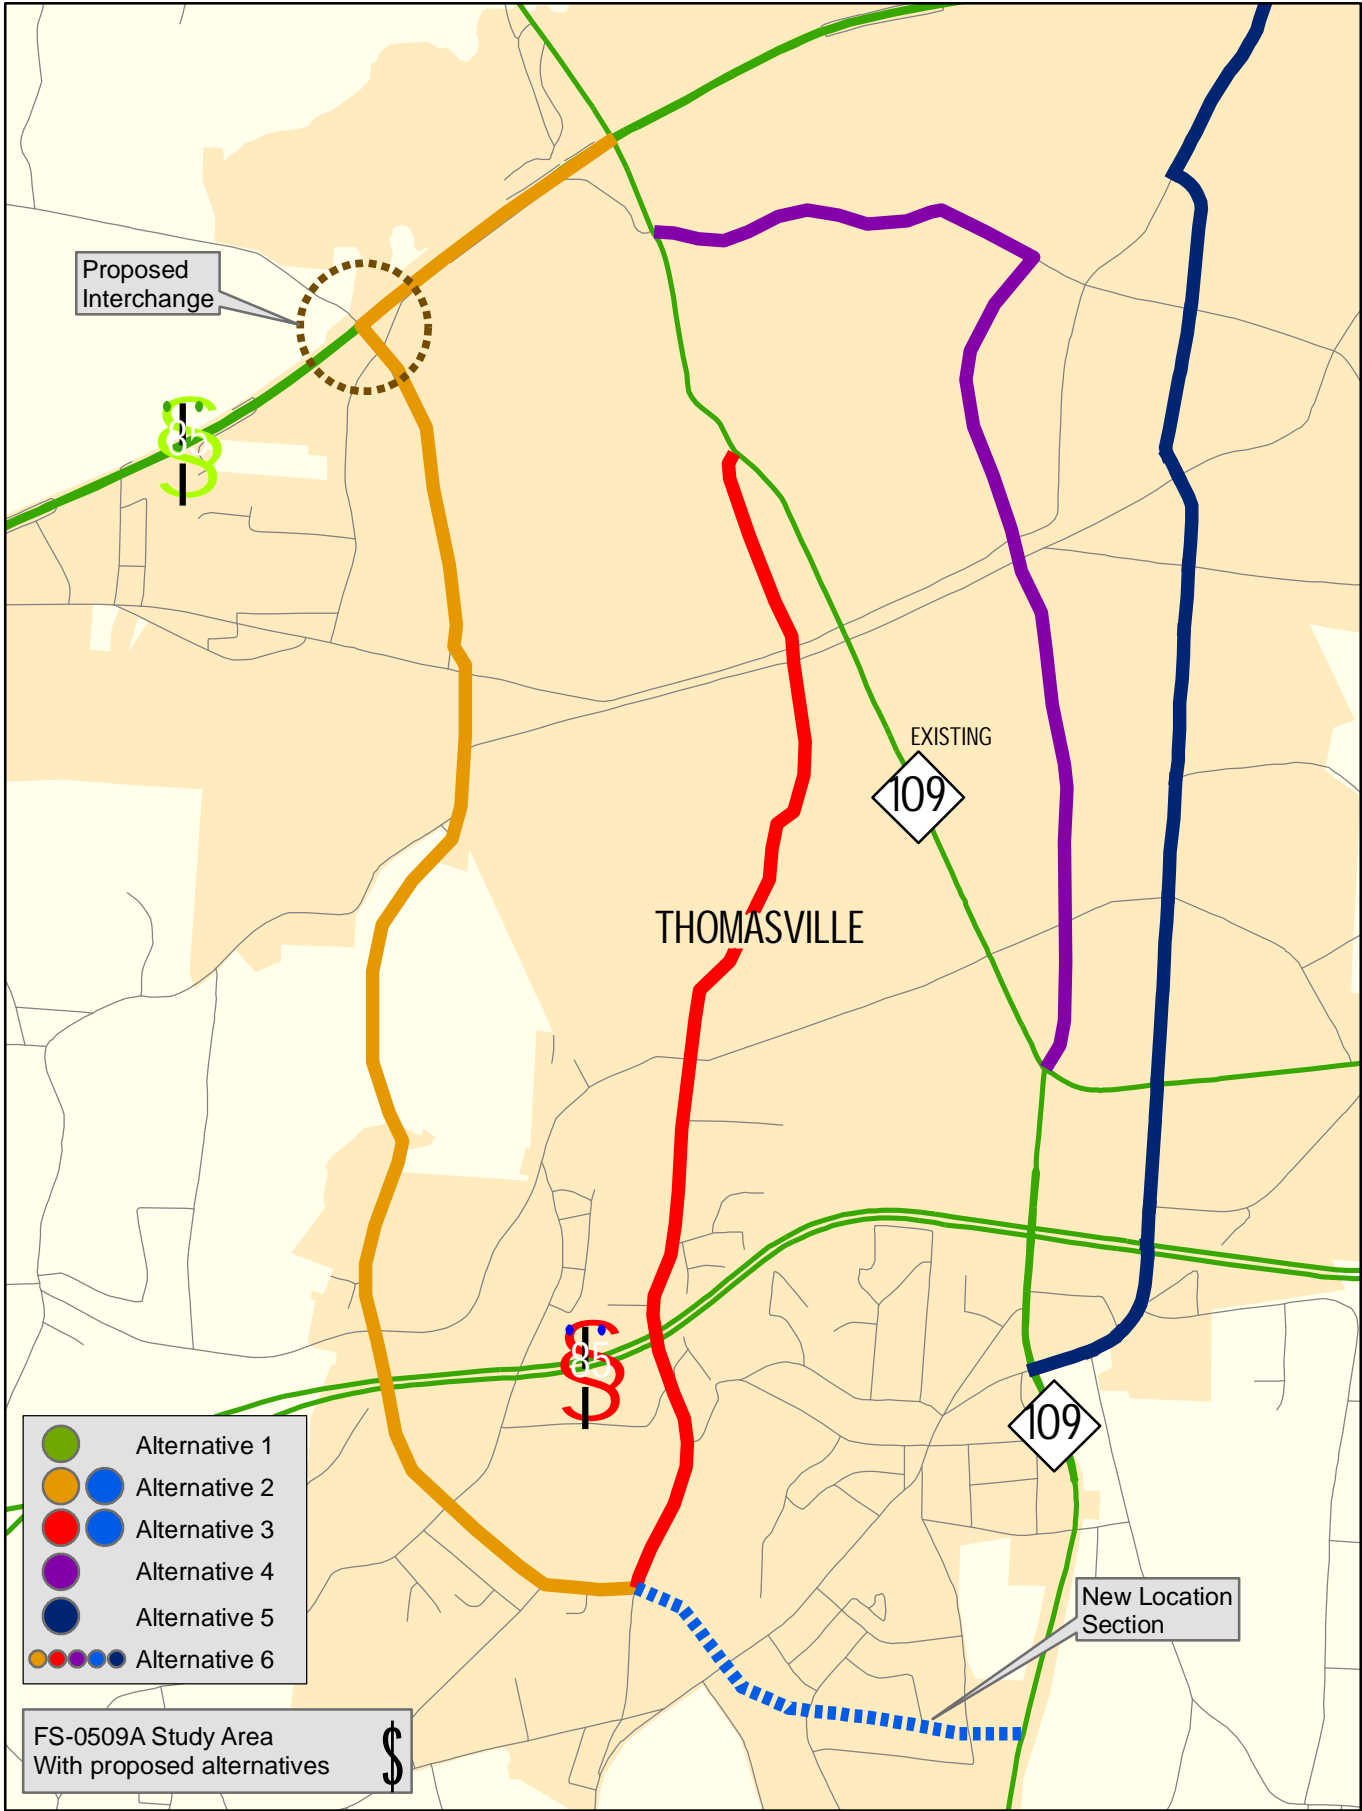 Proposed
Interchange
85
EXISTING
109
THOMASVILLE
85
109
Alternative 1
Alternative 2
Alternative 3
Alternative 4
Alternative 5
Alternative 6
New Location
Section
FS-0509A Study Area
With proposed alternatives
$